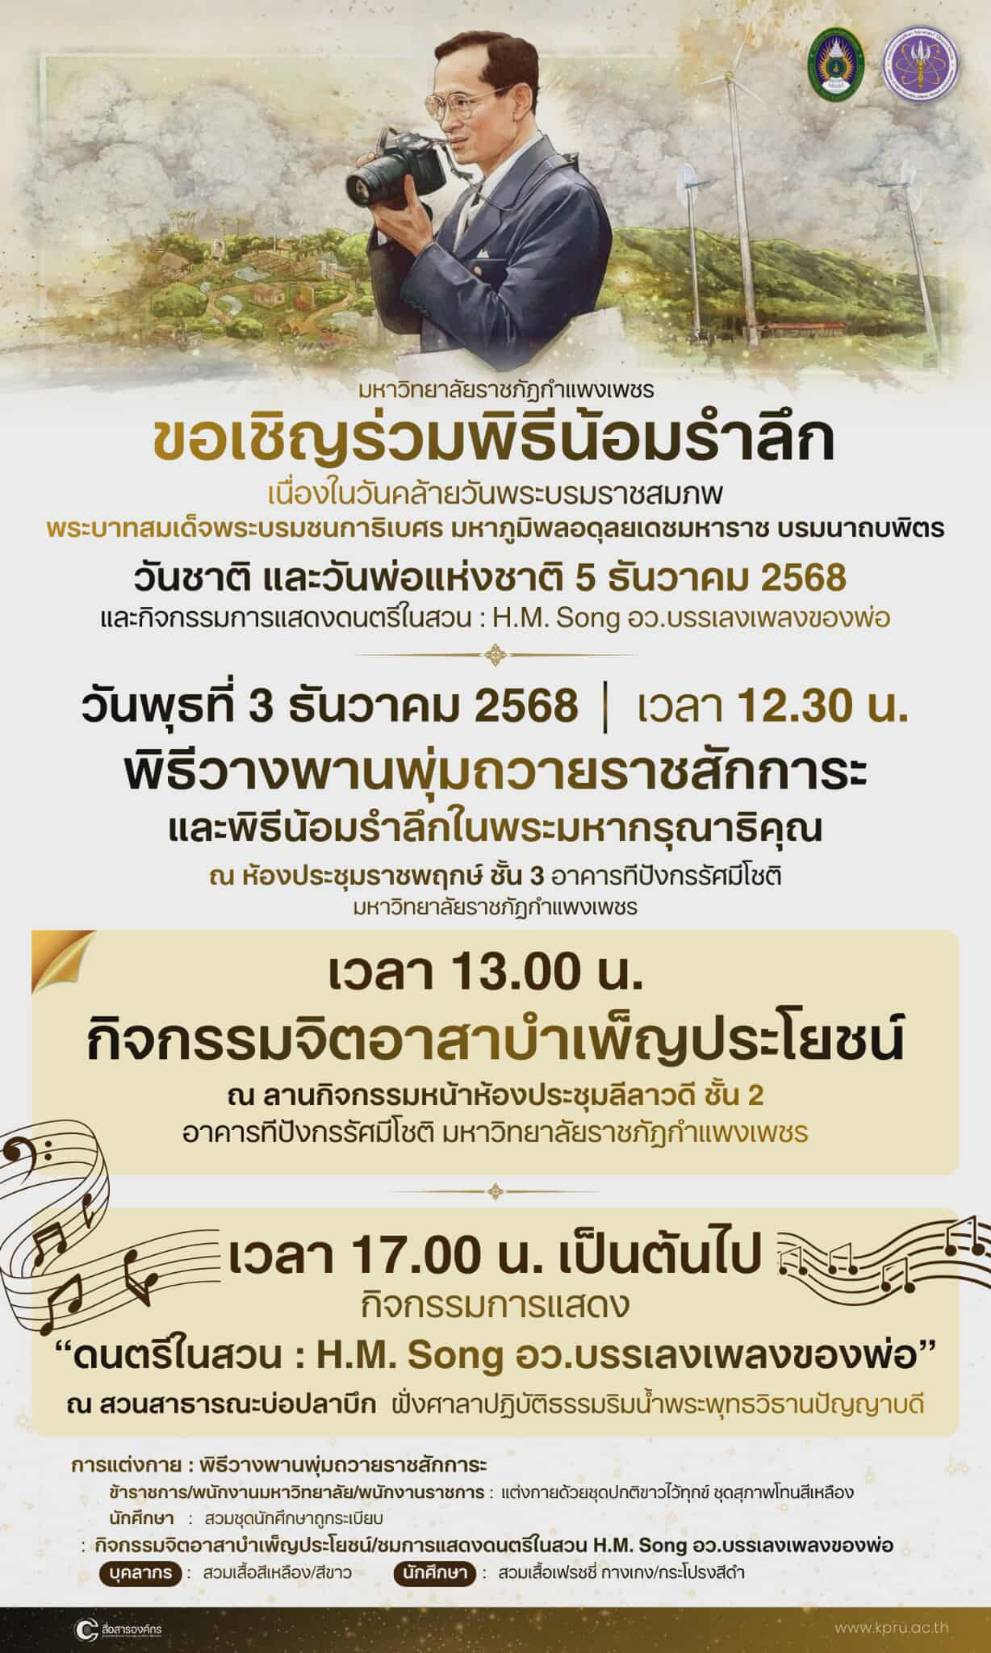 มหาวิทยาลัยราชภัฏกำแพงเพชร
ขอเชิญร่วมพิธีน้อมรำลึก
เนื่องในวันคล้ายวันพระบรมราชสมภพ
พระบาทสมเด็จพระบรมชนกาธิเบศร มหาภูมิพลอดุลยเดชมหาราช บรมนาถบพิตร
วันชาติ และวันพ่อแห่งชาติ 5 ธันวาคม 2568
และกิจกรรมการแสดงดนตรีในสวน : H.M. Song อว.บรรเลงเพลงของพ่อ
วันพุธที่ 3 ธันวาคม 2568 | เวลา 12.30 น.
พิธีวางพานพุ่มถวายราชสักการะ
และพิธีน้อมรำลึกในพระมหากรุณาธิคุณ
ณ ห้องประชุมราชพฤกษ์ ชั้น 3 อาคารทีปังกรรัศมีโชติ
มหาวิทยาลัยราชภัฏกำแพงเพชร
เวลา 13.00 น.
กิจกรรมจิตอาสาบำเพ็ญประโยชน์
ณ ลานกิจกรรมหน้าห้องประชุมลีลาวดี ชั้น 2
อาคารทีปังกรรัศมีโชติ มหาวิทยาลัยราชภัฏกำแพงเพชร
เวลา 17.00 น. เป็นต้นไป
กิจกรรมการแสดง
“ดนตรีในสวน : H.M. Song อว.บรรเลงเพลงของพ่อ”
ณ สวนสาธารณะบ่อปลาบึก ฝั่งศาลาปฏิบัติธรรมริมน้ำพระพุทธวิธานปัญญาบดี
การแต่งกาย : พิธีวางพานพุ่มถวายราชสักการะ
ข้าราชการ/พนักงานมหาวิทยาลัย/พนักงานราชการ : แต่งกายด้วยชุดปกติขาวไว้ทุกข์ ชุดสุภาพโทนสีเหลือง
นักศึกษา : สวมชุดนักศึกษาถูกระเบียบ
: กิจกรรมจิตอาสาบำเพ็ญประโยชน์/ชมการแสดงดนตรีในสวน H.M. Song อว.บรรเลงเพลงของพ่อ
บุคลากร : สวมเสื้อสีเหลือง/สีขาว นักศึกษา : สวมเสื้อเฟรชชี่ กางเกง/กระโปรงสีดำ
สื่อสารองค์กร
www.kpru.ac.th